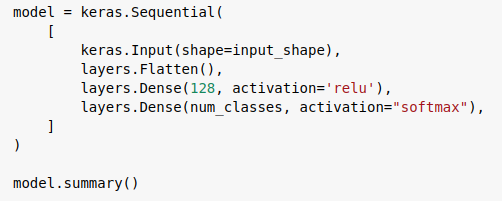 model = keras.Sequential(
    [
        keras.Input(shape=input_shape),
        layers.Flatten(),
        layers.Dense(128, activation='relu'),
        layers.Dense(num_classes, activation="softmax"),
    ]
)

model.summary()